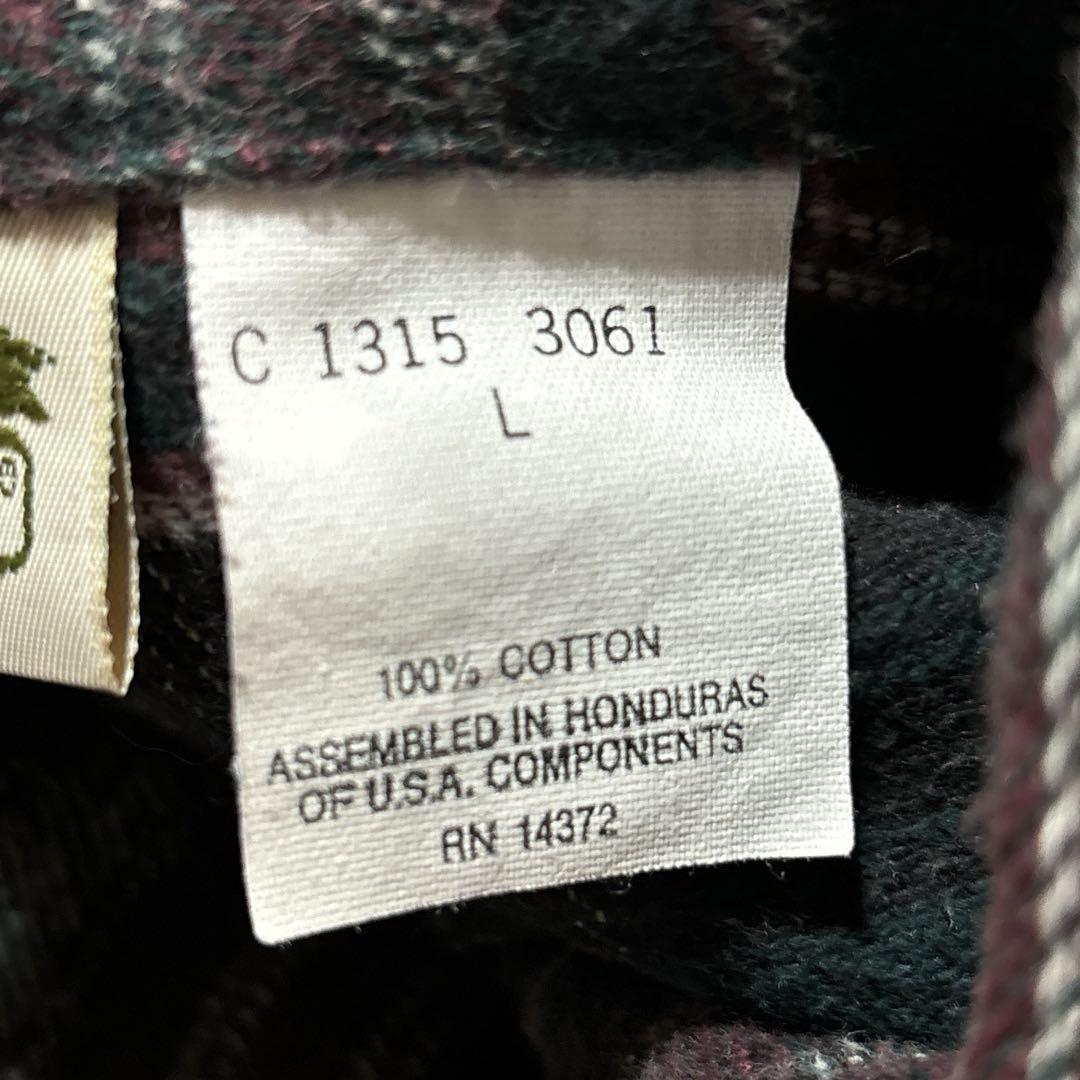 C 1315 3061
L
100% COTTON
ASSEMBLED IN HONDURAS
OF U.S.A. COMPONENTS
RN 14372